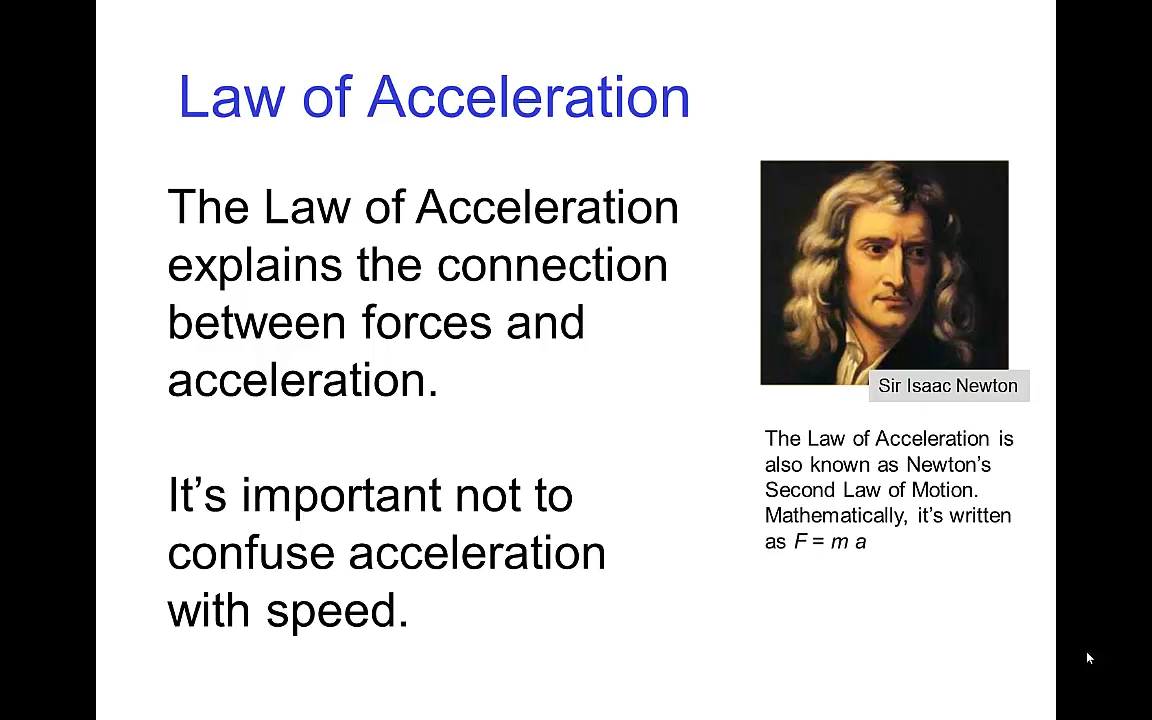 Law of Acceleration
The Law of Acceleration
explains the connection
between forces and
acceleration.
It’s important not to
confuse acceleration
with speed.
Sir Isaac Newton
The Law of Acceleration is
also known as Newton’s
Second Law of Motion.
Mathematically, it’s written
as F = m a